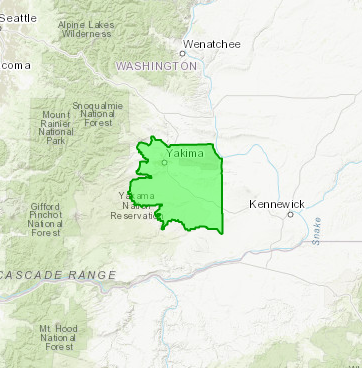 Seattle
Alpine Lakes
Wilderness
Wenatchee
coma
WASHINGTON
Snoqualmie
National
Forest
Mount
Rainier
National
Park
Yakima
Yakama
Nation
Reservation
Gifford
Pinchot
National
Forest
Kennewick
Snake
CASCADE RANGE
Mt. Hood
National
Forest